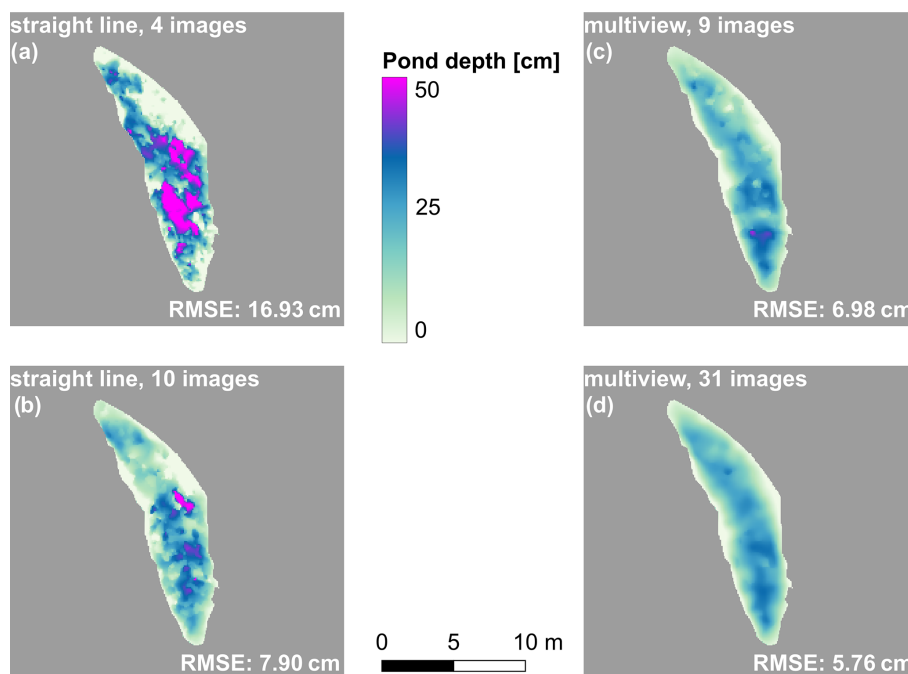 straight line, 4 images
(a)
RMSE: 16.93 cm
Pond depth [cm]
50
25
0
multiview, 9 images
(c)
RMSE: 6.98 cm
straight line, 10 images
(b)
RMSE: 7.90 cm
0 5 10 m
multiview, 31 images
(d)
RMSE: 5.76 cm